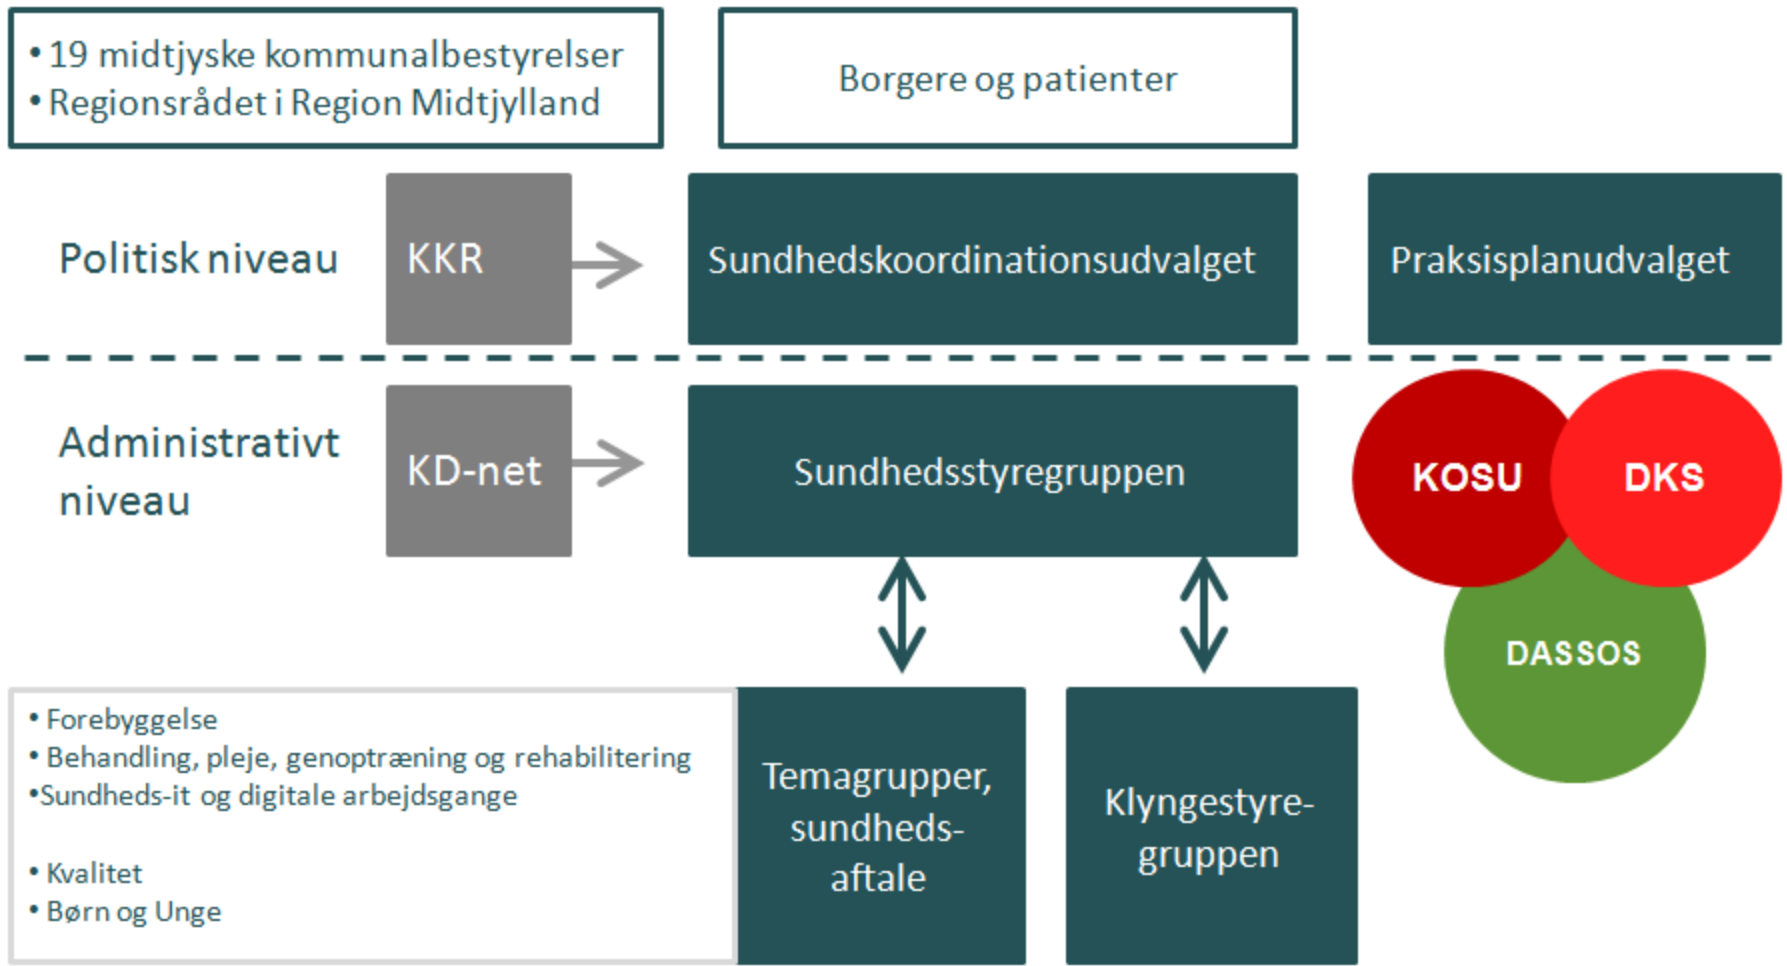 • 19 midtjyske kommunalbestyrelser
• Regionsrådet i Region Midtjylland
Borgere og patienter
Politisk niveau
KKR
Sundhedskoordinationsudvalget
Praksisplanudvalget
Administrativt
niveau
KD-net
Sundhedsstyregruppen
KOSU
DKS
DASSOS
• Forebyggelse
• Behandling, pleje, genoptræning og rehabilitering
•Sundheds-it og digitale arbejdsgange
• Kvalitet
• Børn og Unge
Temagrupper,
sundheds-
aftale
Klyngestyre-
gruppen